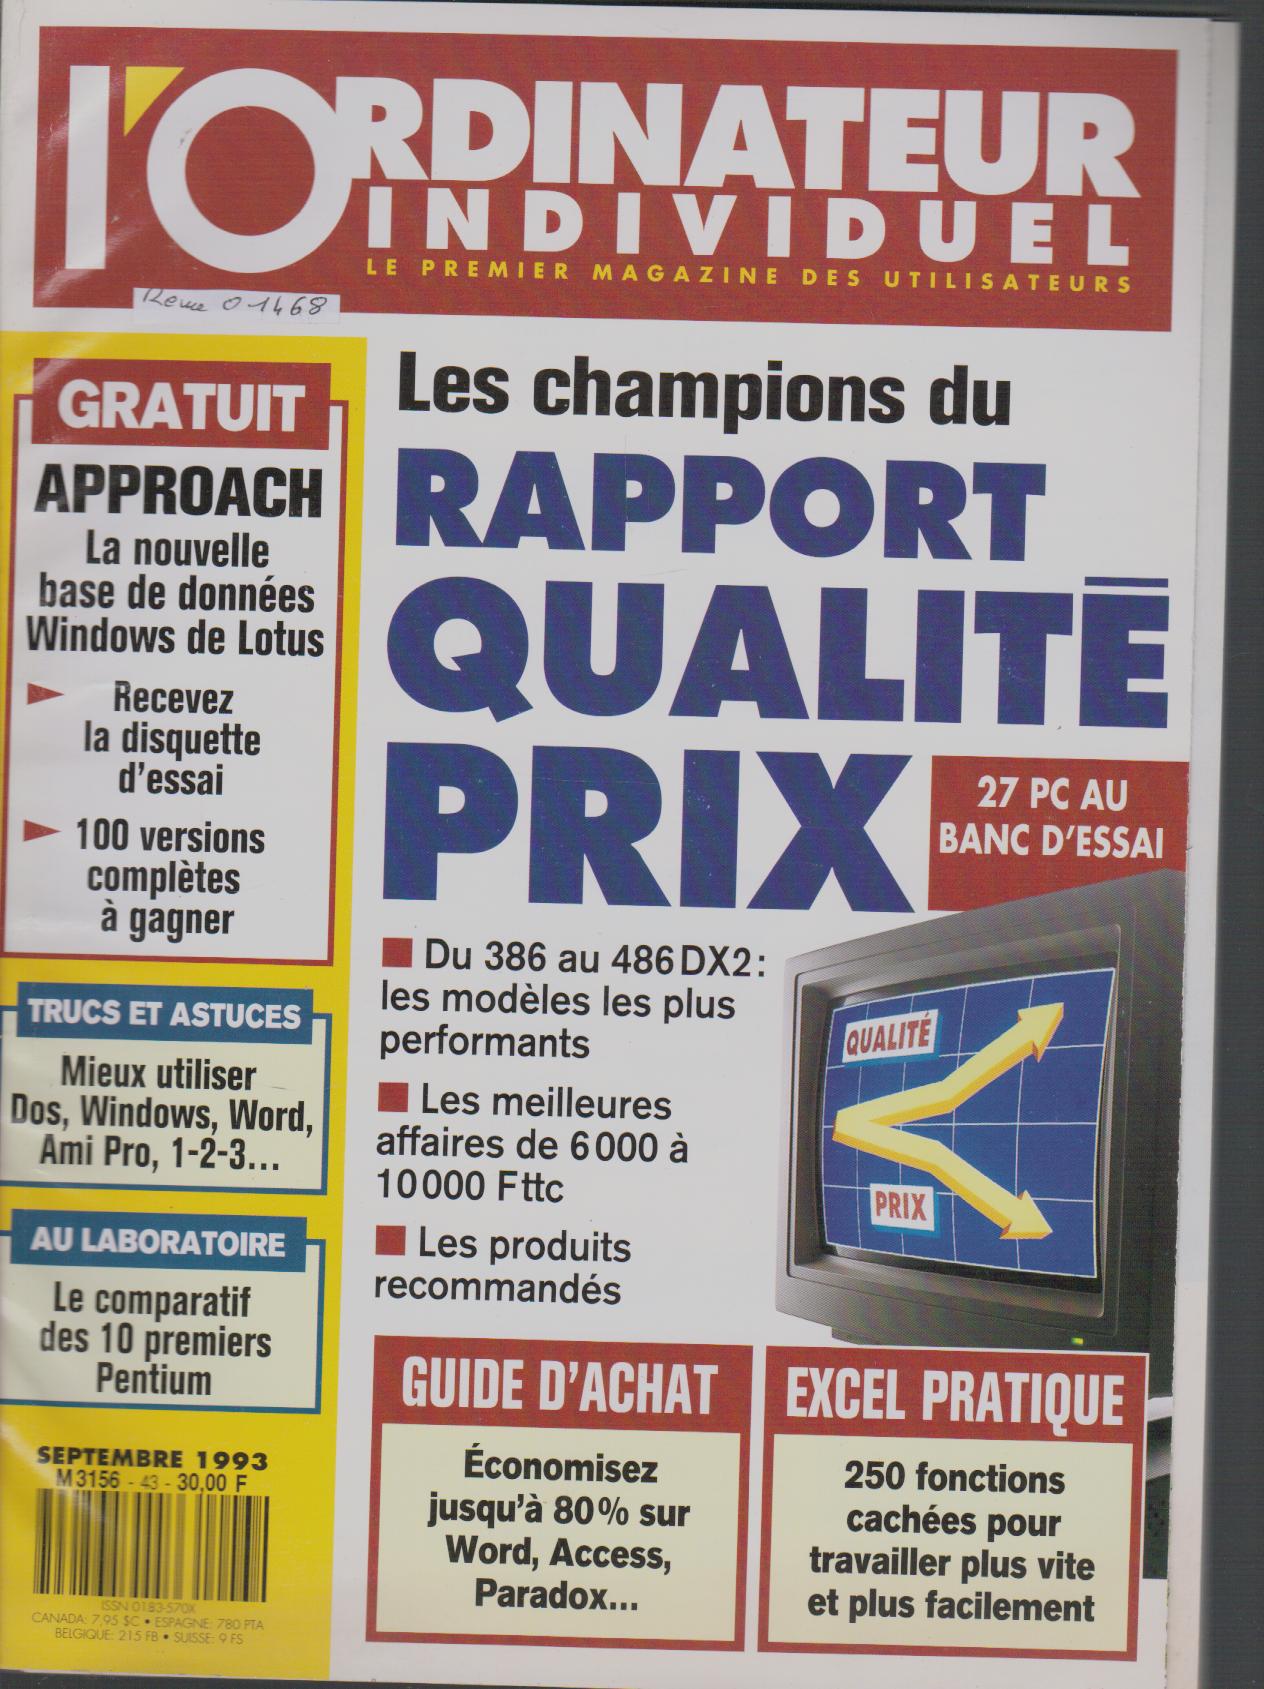 l'ORDINATEUR
INDIVIDUEL
LE PREMIER MAGAZINE DES UTILISATEURS
Revue 01468
GRATUIT
APPROACH
La nouvelle
base de données
Windows de Lotus
Recevez
la disquette
d'essai
100 versions
complètes
à gagner
TRUCS ET ASTUCES
Mieux utiliser
Dos, Windows, Word,
Ami Pro, 1-2-3...
AU LABORATOIRE
Le comparatif
des 10 premiers
Pentium
SEPTEMBRE 1993
M 3156 - 43 - 30,00 F
ISSN 0183-570X
CANADA: 7,95 $C • ESPAGNE: 780 PTA
BELGIQUE: 215 FB • SUISSE: 9 FS
Les champions du
RAPPORT
QUALITÉ
PRIX
27 PC AU
BANC D'ESSAI
Du 386 au 486 DX2 :
les modèles les plus
performants
Les meilleures
affaires de 6 000 à
10 000 F ttc
Les produits
recommandés
QUALITÉ
PRIX
GUIDE D'ACHAT
Économisez
jusqu'à 80 % sur
Word, Access,
Paradox...
EXCEL PRATIQUE
250 fonctions
cachées pour
travailler plus vite
et plus facilement